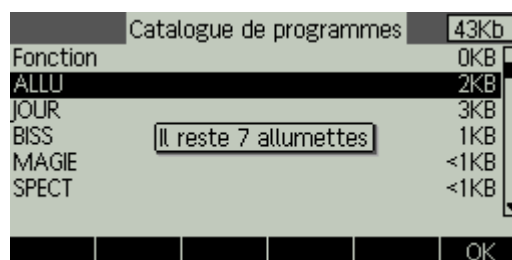 Catalogue de programmes 43Kb
Fonction 0KB
ALLU 2KB
JOUR 3KB
BISS 1KB
Il reste 7 allumettes
MAGIE <1KB
SPECT <1KB
OK